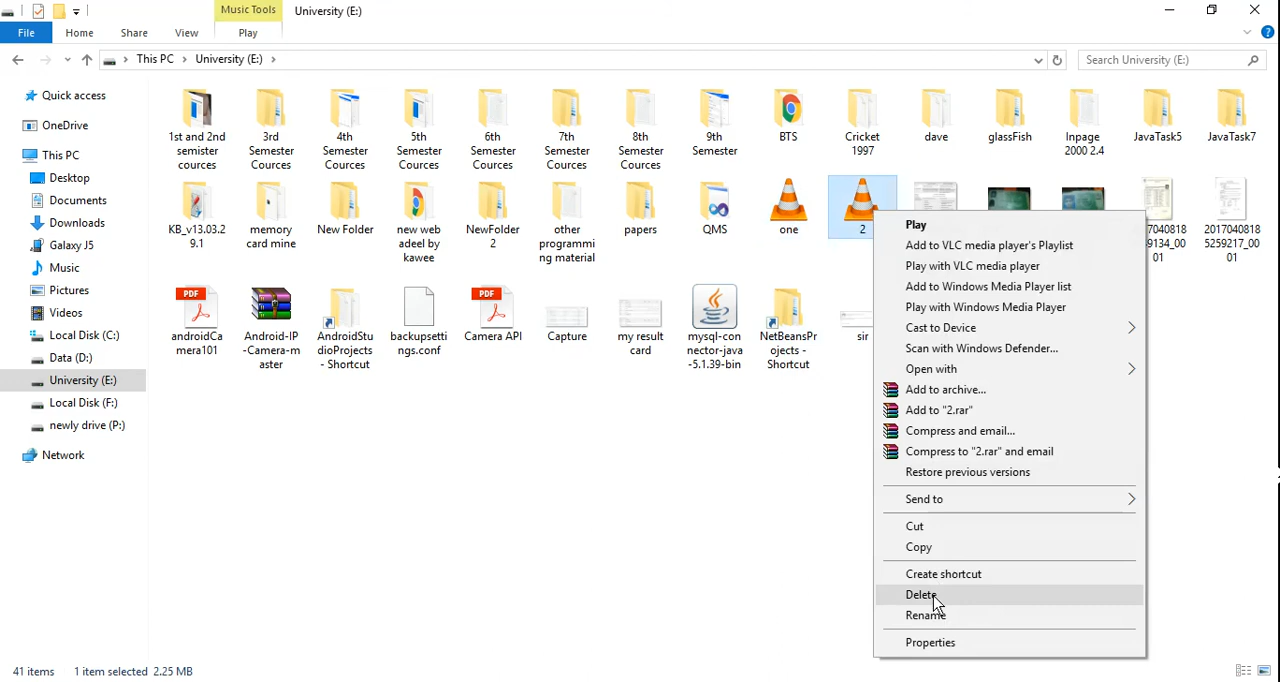 Music Tools
University (E:)
File
Home
Share
View
Play
This PC
University (E:)
Search University (E:)
Quick access
OneDrive
This PC
Desktop
Documents
Downloads
Galaxy J5
Music
Pictures
Videos
Local Disk (C:)
Data (D:)
University (E:)
Local Disk (F:)
newly drive (P:)
Network
1st and 2nd
semister
cources
3rd
Semester
Cources
4th
Semester
Cources
5th
Semester
Cources
6th
Semester
Cources
7th
Semester
Cources
8th
Semester
Cources
9th
Semester
BTS
Cricket
1997
dave
glassFish
Inpage
2000 2.4
JavaTask5
JavaTask7
KB_v13.03.2
9.1
memory
card mine
New Folder
new web
adeel by
kawee
NewFolder
2
other
programmi
ng material
papers
QMS
one
2
7040818
9134_00
01
2017040818
5259217_00
01
PDF
androidCa
mera101
Android-IP
-Camera-m
aster
AndroidStu
dioProjects
- Shortcut
backupsetti
ngs.conf
PDF
Camera API
Capture
my result
card
mysql-con
nector-java
-5.1.39-bin
NetBeansPr
ojects -
Shortcut
sir
Play
Add to VLC media player's Playlist
Play with VLC media player
Add to Windows Media Player list
Play with Windows Media Player
Cast to Device
Scan with Windows Defender...
Open with
Add to archive...
Add to "2.rar"
Compress and email...
Compress to "2.rar" and email
Restore previous versions
Send to
Cut
Copy
Create shortcut
Delete
Rename
Properties
41 items
1 item selected 2.25 MB